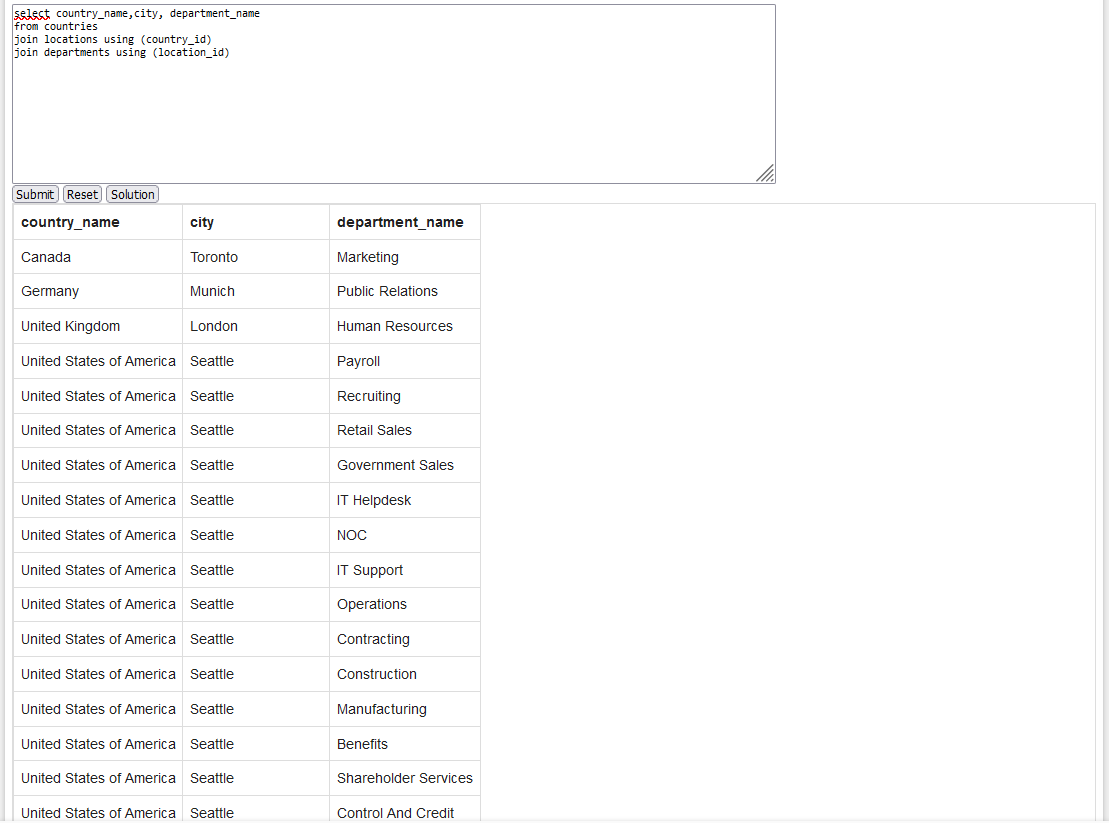 select country_name,city, department_name
from countries
join locations using (country_id)
join departments using (location_id)
Submit Reset Solution
country_name city department_name
Canada Toronto Marketing
Germany Munich Public Relations
United Kingdom London Human Resources
United States of America Seattle Payroll
United States of America Seattle Recruiting
United States of America Seattle Retail Sales
United States of America Seattle Government Sales
United States of America Seattle IT Helpdesk
United States of America Seattle NOC
United States of America Seattle IT Support
United States of America Seattle Operations
United States of America Seattle Contracting
United States of America Seattle Construction
United States of America Seattle Manufacturing
United States of America Seattle Benefits
United States of America Seattle Shareholder Services
United States of America Seattle Control And Credit